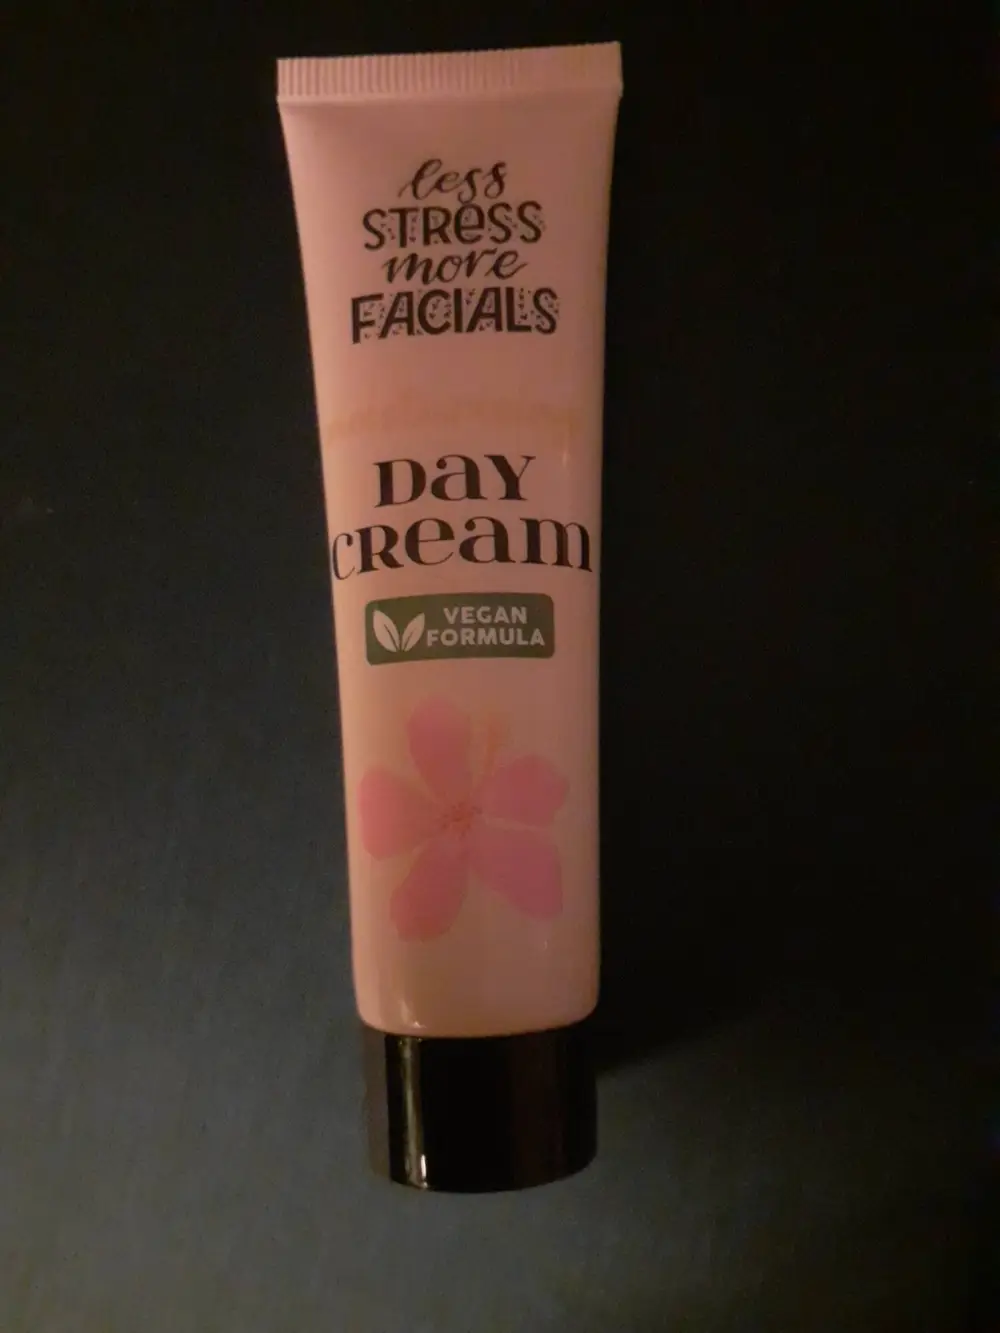 less
STRESS
more
FACIALS
Day
cream
VEGAN
FORMULA